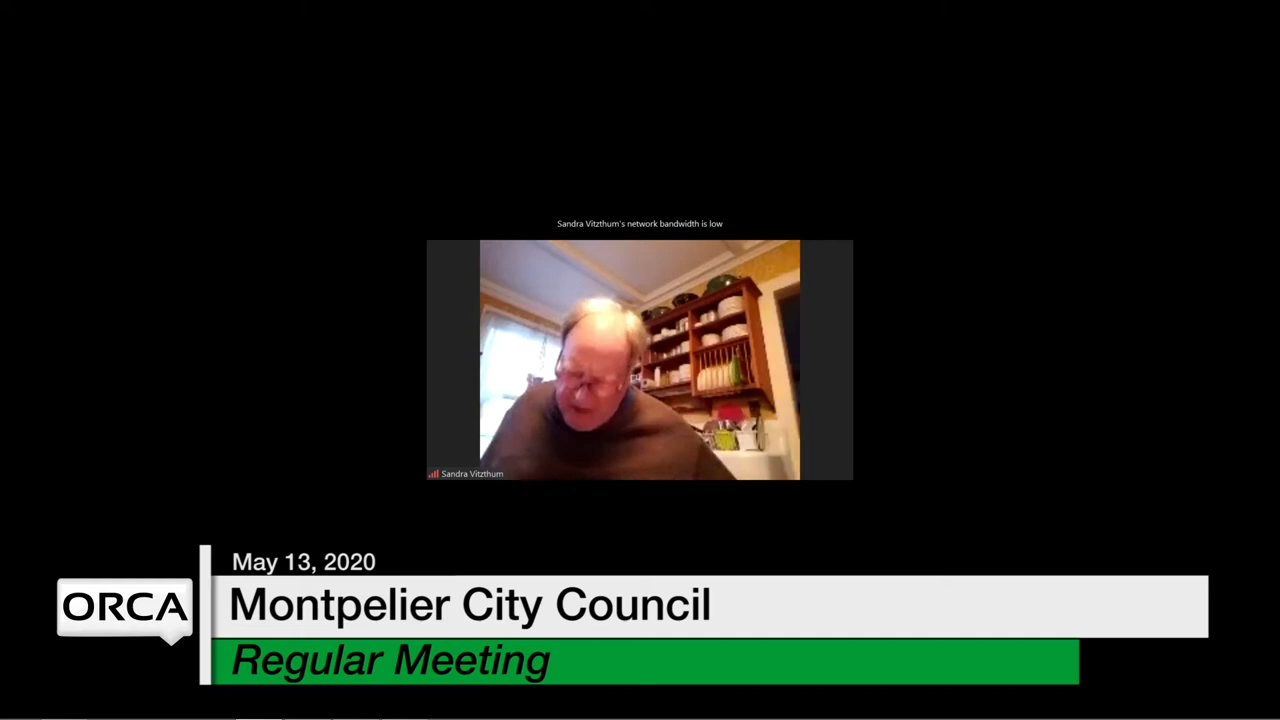 Sandra Vitzthum's network bandwidth is low
Sandra Vitzthum
May 13, 2020
ORCA
Montpelier City Council
Regular Meeting